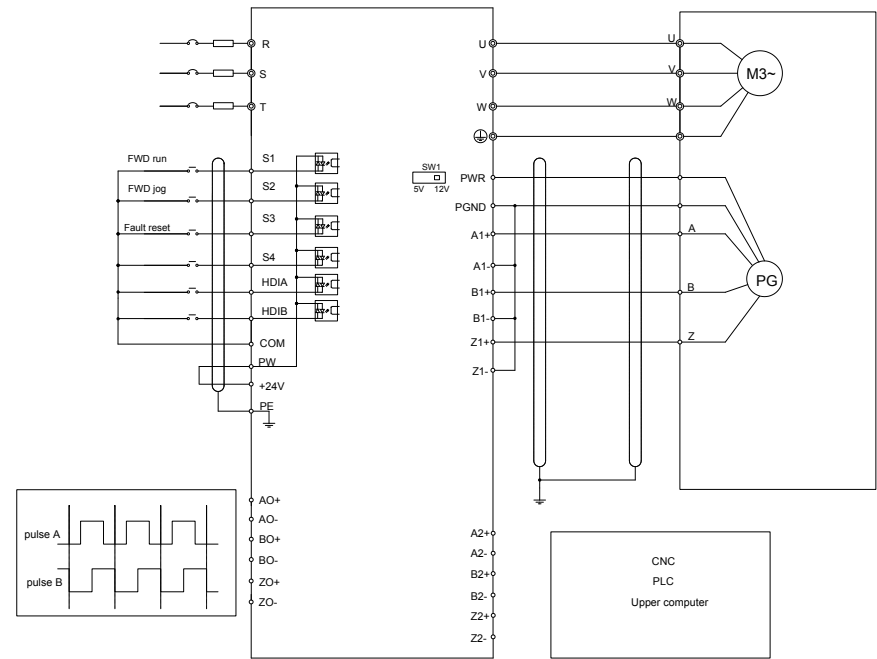 R
S
T
U
V
W
U
V
W
M3~
FWD run
FWD jog
Fault reset
S1
S2
S3
S4
HDIA
HDIB
COM
PW
+24V
PE
SW1
5V 12V
PWR
PGND
A1+
A1-
B1+
B1-
Z1+
Z1-
A
B
Z
PG
pulse A
pulse B
AO+
AO-
BO+
BO-
ZO+
ZO-
A2+
A2-
B2+
B2-
Z2+
Z2-
CNC
PLC
Upper computer